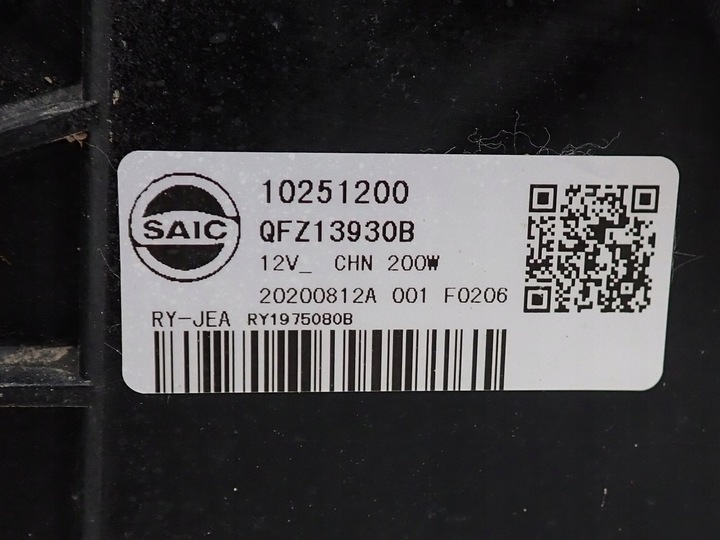 SAIC
10251200
QFZ13930B
12V_ CHN 200W
20200812A 001 F0206
RY-JEA RY1975080B